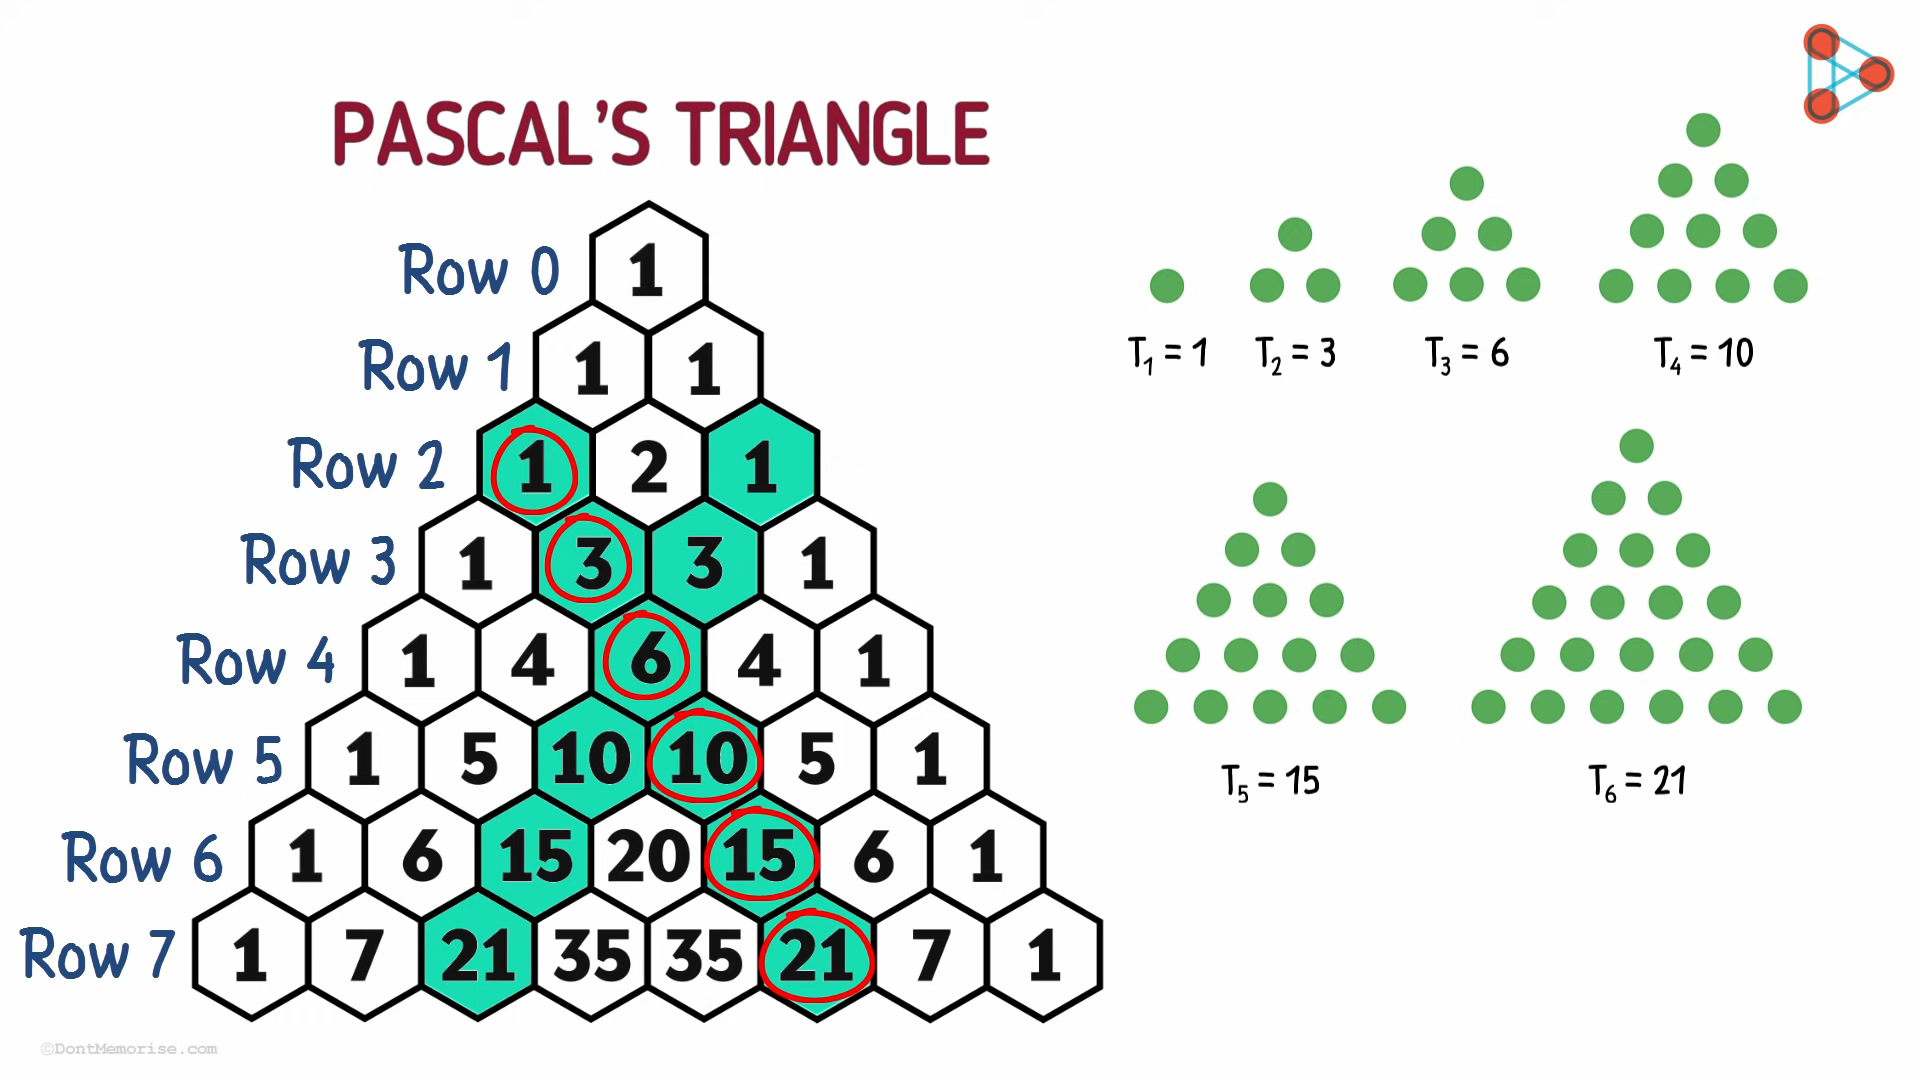 PASCAL'S TRIANGLE
Row 0 1
Row 1 1 1
Row 2 1 2 1
Row 3 1 3 3 1
Row 4 1 4 6 4 1
Row 5 1 5 10 10 5 1
Row 6 1 6 15 20 15 6 1
Row 7 1 7 21 35 35 21 7 1
T₁ = 1 T₂ = 3 T₃ = 6 T₄ = 10
T₅ = 15 T₆ = 21
©DontMemorise.com